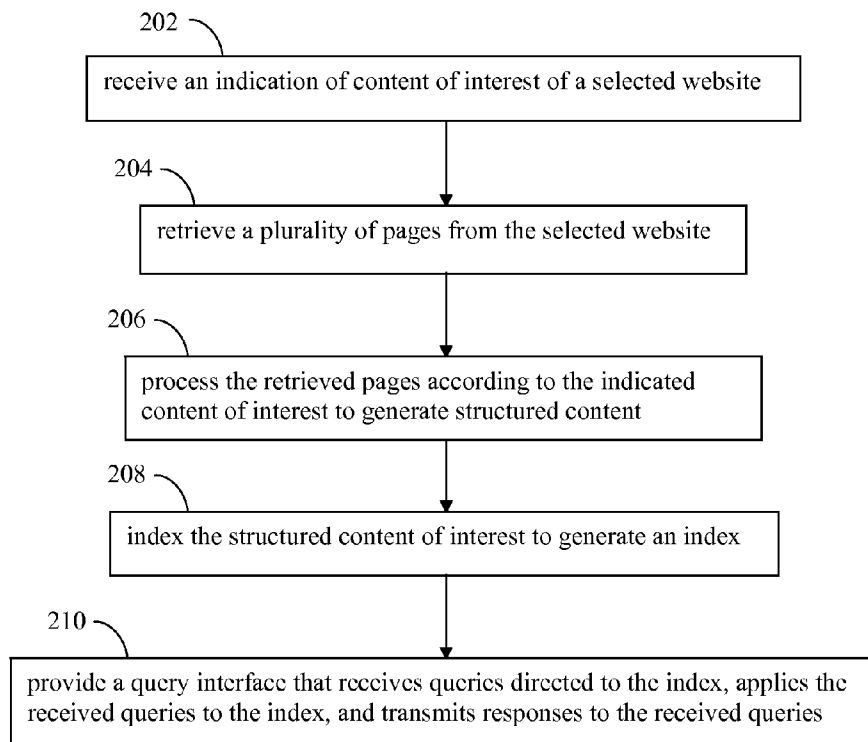 202
receive an indication of content of interest of a selected website
204
retrieve a plurality of pages from the selected website
206
process the retrieved pages according to the indicated
content of interest to generate structured content
208
index the structured content of interest to generate an index
210
provide a query interface that receives queries directed to the index, applies the
received queries to the index, and transmits responses to the received queries